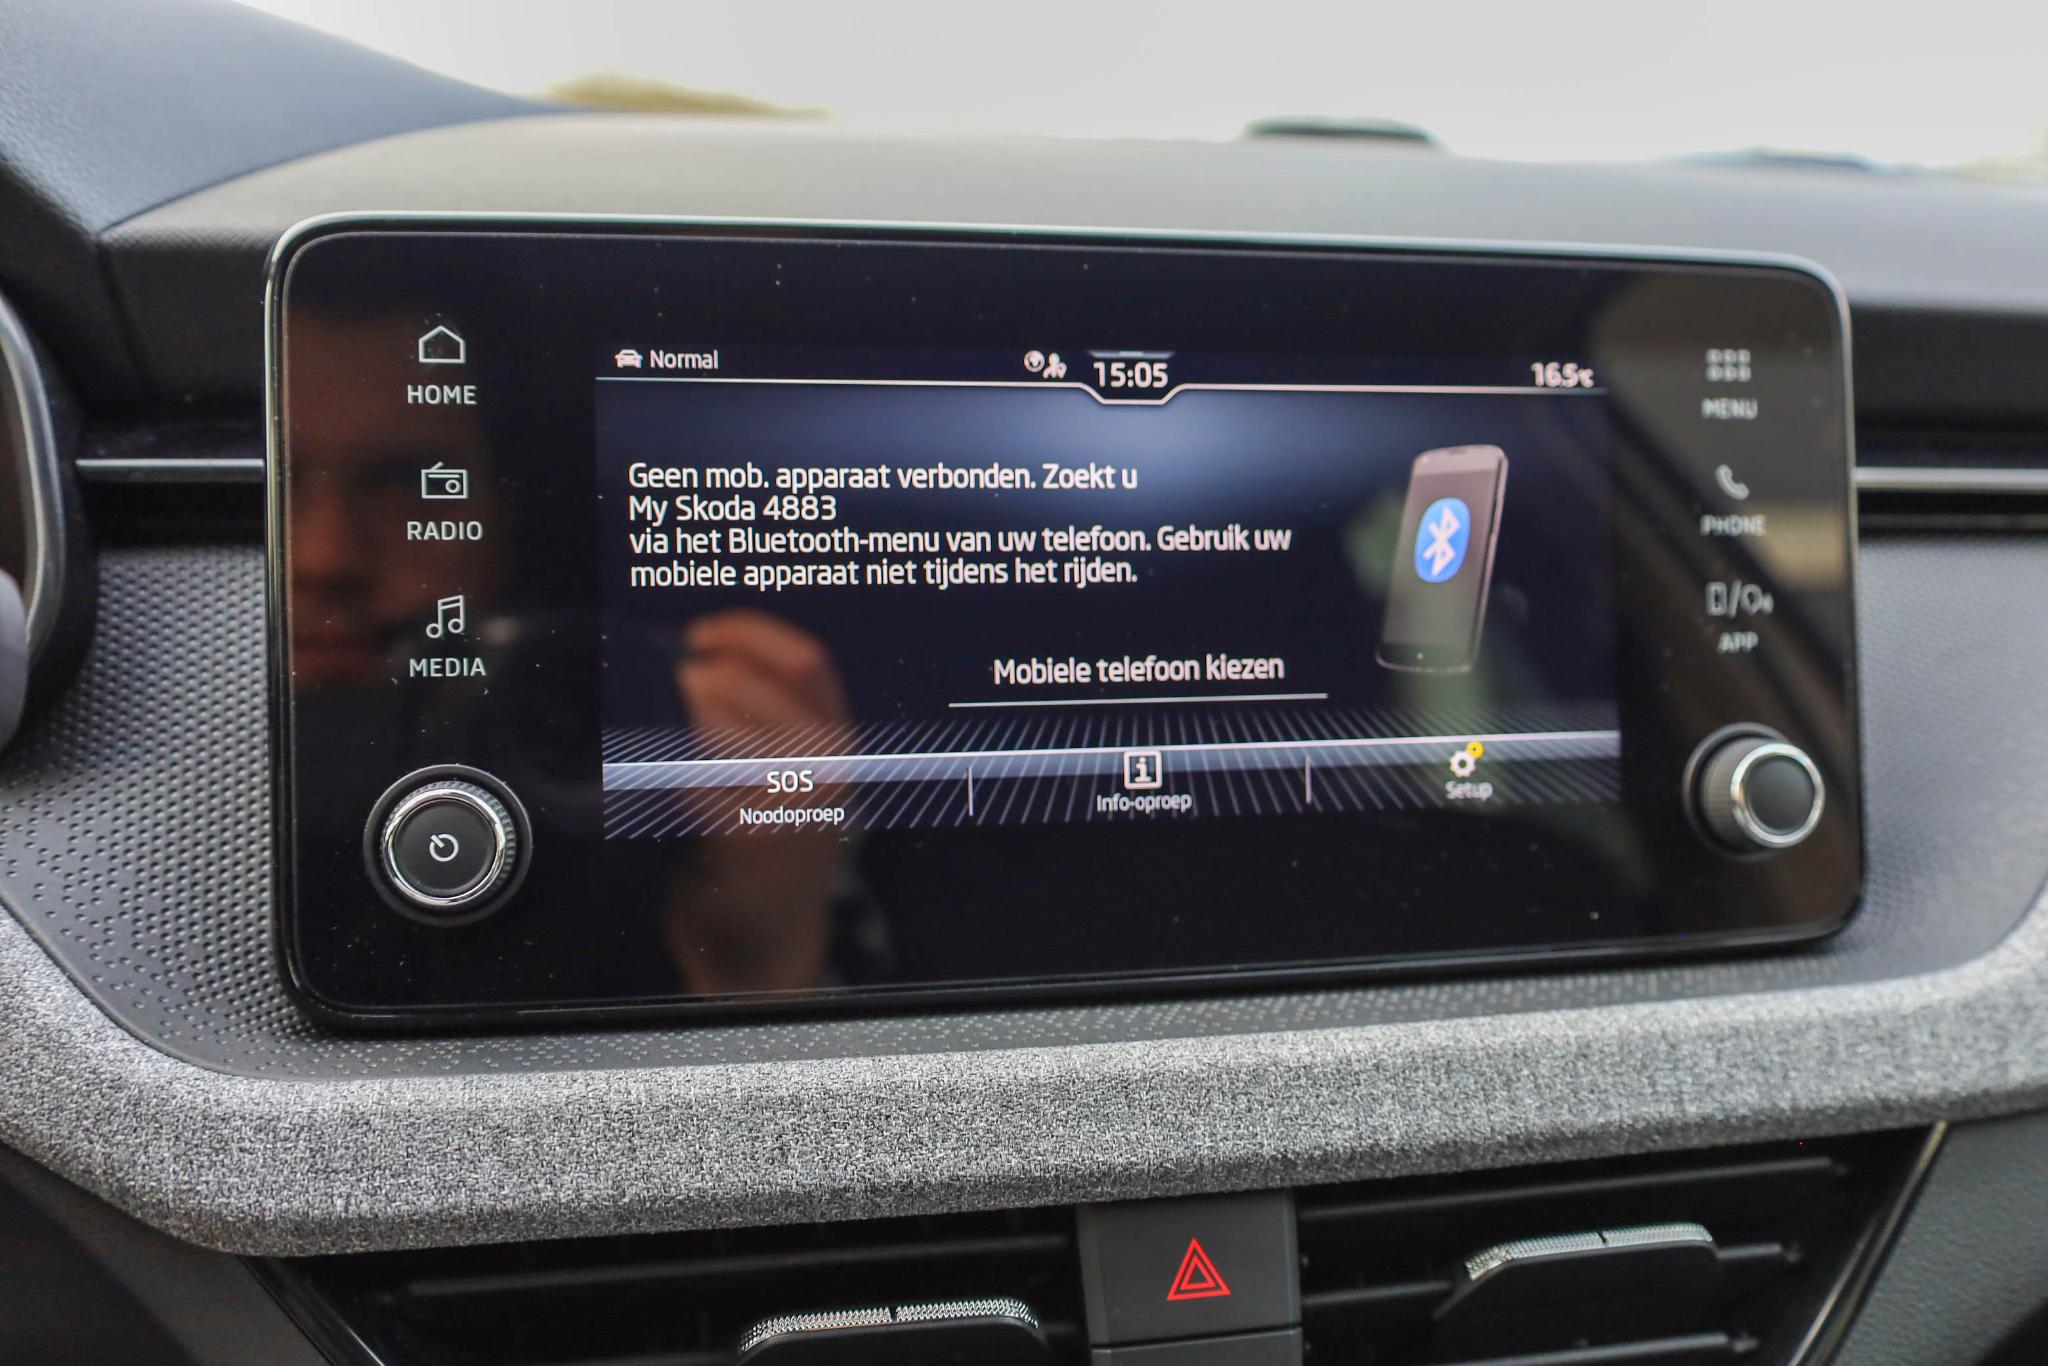 HOME
RADIO
MEDIA
Normal
15:05
16.5°C
Geen mob. apparaat verbonden. Zoekt u
My Skoda 4883
via het Bluetooth-menu van uw telefoon. Gebruik uw
mobiele apparaat niet tijdens het rijden.
Mobiele telefoon kiezen
SOS
Noodoproep
Info-oproep
Setup
MENU
PHONE
APP